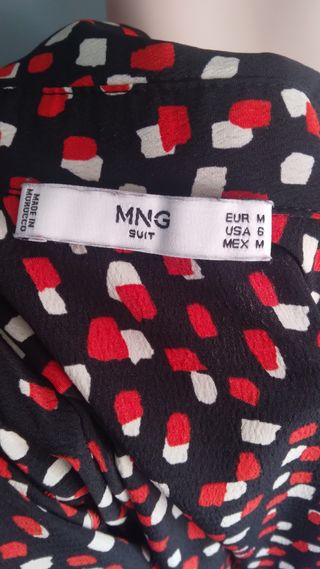 MADE IN
MOROCCO
MNG
SUIT
EUR M
USA 6
MEX M